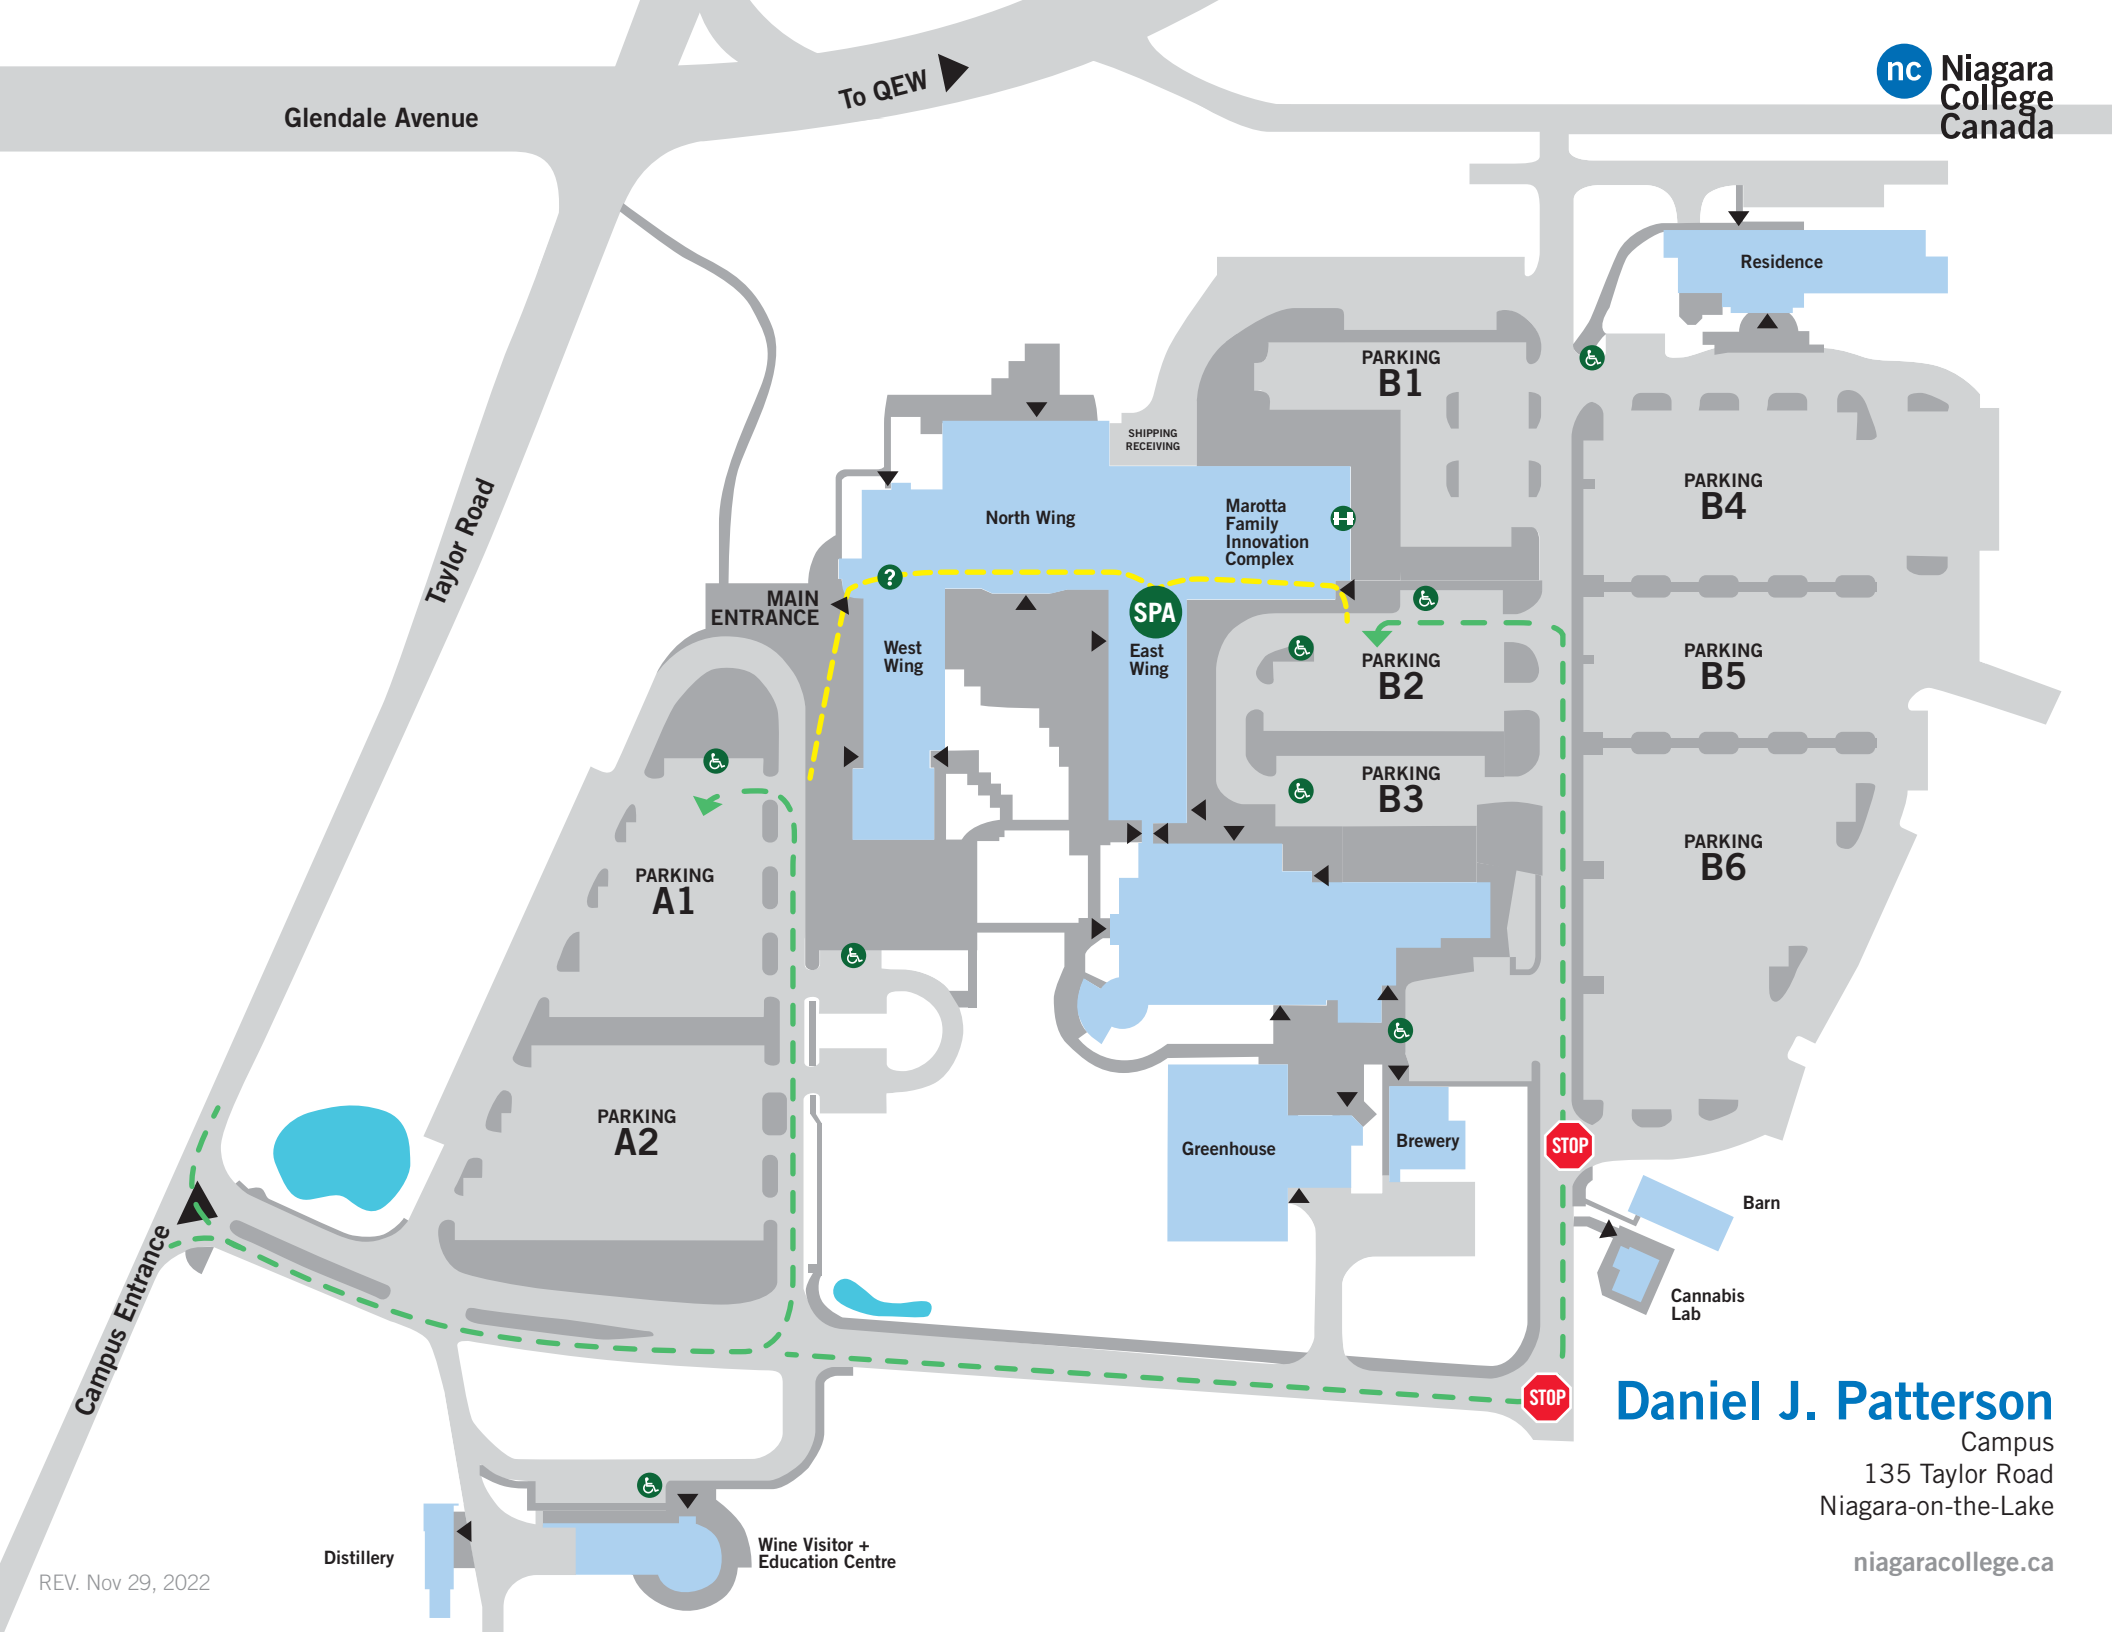 Glendale Avenue
To QEW
nc
Niagara
College
Canada
Taylor Road
Residence
PARKING
B1
SHIPPING
RECEIVING
North Wing
Marotta
Family
Innovation
Complex
H
?
MAIN
ENTRANCE
SPA
West
Wing
East
Wing
PARKING
B2
PARKING
B3
PARKING
B4
PARKING
B5
PARKING
B6
PARKING
A1
PARKING
A2
Greenhouse
Brewery
STOP
Barn
Cannabis
Lab
STOP
Campus Entrance
Distillery
Wine Visitor +
Education Centre
Daniel J. Patterson
Campus
135 Taylor Road
Niagara-on-the-Lake
niagaracollege.ca
REV. Nov 29, 2022